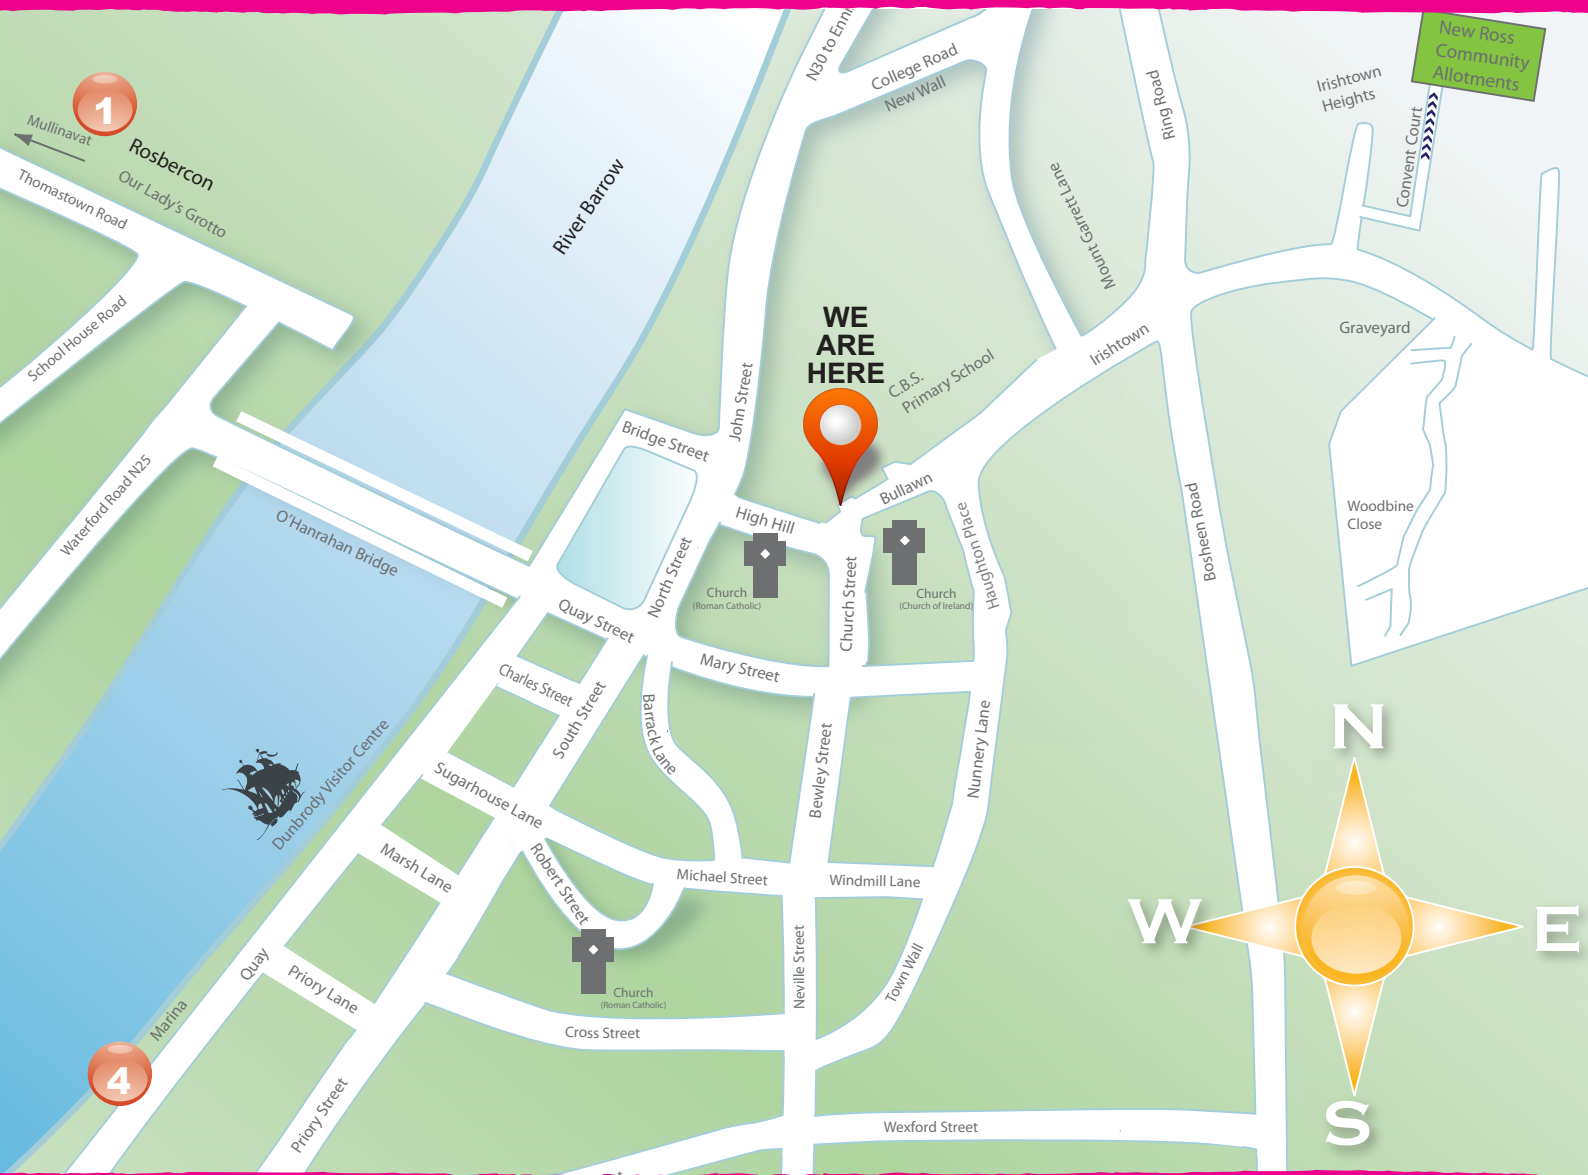 New Ross
Community
Allotments
Irishtown
Heights
Convent Court
N30 to Enni
College Road
New Wall
Ring Road
1
Mullinavat
Rosbercon
Our Lady's Grotto
Thomastown Road
River Barrow
Mount Garrett Lane
School House Road
WE
ARE
HERE
Graveyard
Irishtown
C.B.S.
Primary School
John Street
Bridge Street
Waterford Road N25
O'Hanrahan Bridge
High Hill
Bullawn
Haughton Place
Bosheen Road
Woodbine
Close
North Street
Church
(Roman Catholic)
Church Street
Church
(Church of Ireland)
Quay Street
Mary Street
Charles Street
South Street
Barrack Lane
Bewley Street
Nunnery Lane
Dunbrody Visitor Centre
Sugarhouse Lane
Marsh Lane
Robert Street
Michael Street
Windmill Lane
N
W
E
S
Quay
Priory Lane
Marina
Church
(Roman Catholic)
Neville Street
Town Wall
Cross Street
4
Priory Street
Wexford Street